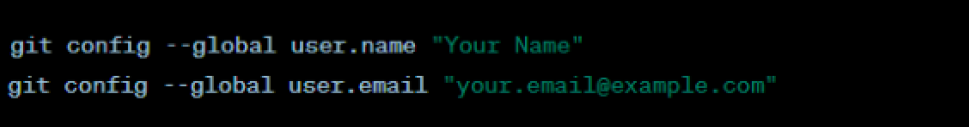 git config --global user.name "Your Name"
git config --global user.email "your.email@example.com"